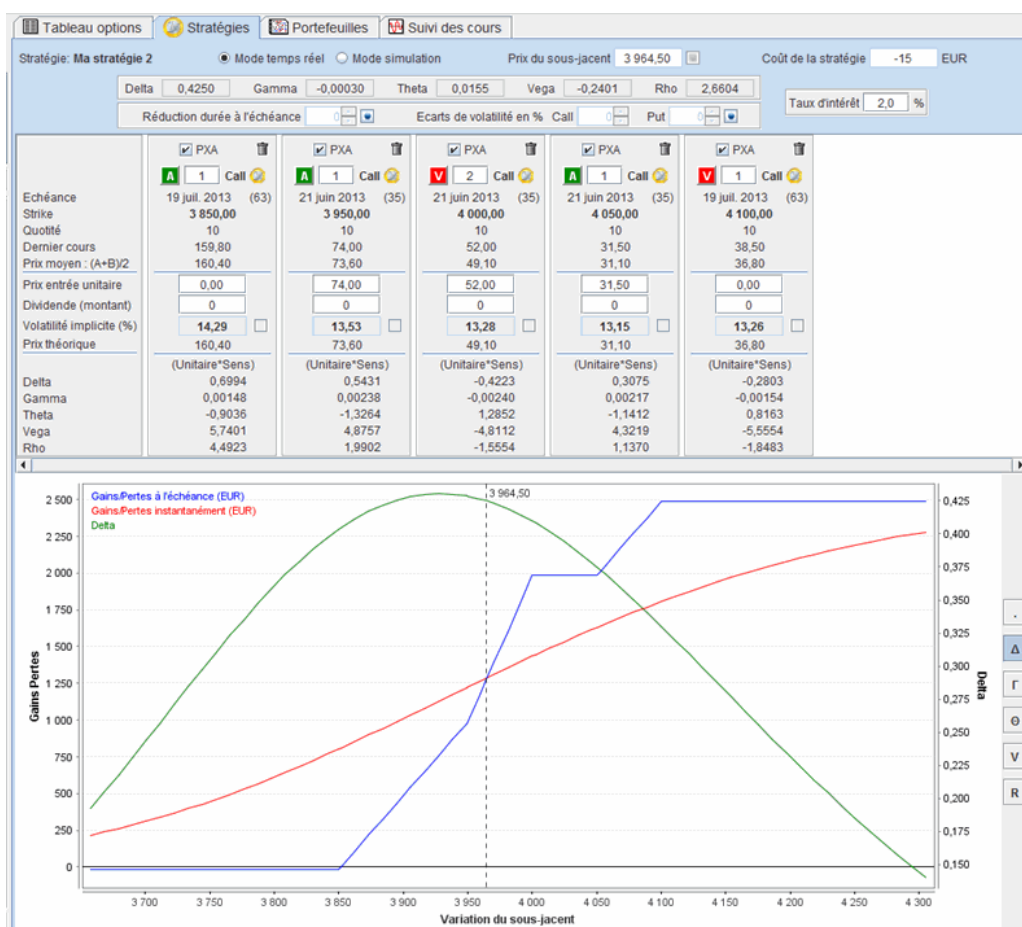 Tableau options Stratégies Portefeuilles Suivi des cours
Stratégie: Ma stratégie 2 Mode temps réel Mode simulation Prix du sous-jacent 3 964,50 Coût de la stratégie -15 EUR
Delta 0,4250 Gamma -0,00030 Theta 0,0155 Vega -0,2401 Rho 2,6604
Taux d'intérêt 2,0 %
Réduction durée à l'échéance 0 Ecarts de volatilité en % Call 0 Put 0
PXA PXA PXA PXA PXA
A 1 Call A 1 Call V 2 Call A 1 Call V 1 Call
Echéance 19 juil. 2013 (63) 21 juin 2013 (35) 21 juin 2013 (35) 21 juin 2013 (35) 19 juil. 2013 (63)
Strike 3 850,00 3 950,00 4 000,00 4 050,00 4 100,00
Quotité 10 10 10 10 10
Dernier cours 159,80 74,00 52,00 31,50 38,50
Prix moyen : (A+B)/2 160,40 73,60 49,10 31,10 36,80
Prix entrée unitaire 0,00 74,00 52,00 31,50 0,00
Dividende (montant) 0 0 0 0 0
Volatilité implicite (%) 14,29 13,53 13,28 13,15 13,26
Prix théorique 160,40 73,60 49,10 31,10 36,80
(Unitaire*Sens) (Unitaire*Sens) (Unitaire*Sens) (Unitaire*Sens) (Unitaire*Sens)
Delta 0,6994 0,5431 -0,4223 0,3075 -0,2803
Gamma 0,00148 0,00238 -0,00240 0,00217 -0,00154
Theta -0,9036 -1,3264 1,2852 -1,1412 0,8163
Vega 5,7401 4,8757 -4,8112 4,3219 -5,5554
Rho 4,4923 1,9902 -1,5554 1,1370 -1,8483
Gains/Pertes à l'échéance (EUR)
Gains/Pertes instantanément (EUR)
Delta
3 964,50
2 500
2 250
2 000
1 750
1 500
1 250
1 000
750
500
250
0
Gains Pertes
0,425
0,400
0,375
0,350
0,325
0,300
0,275
0,250
0,225
0,200
0,175
0,150
Delta
.
Δ
Γ
Θ
V
R
3 700 3 750 3 800 3 850 3 900 3 950 4 000 4 050 4 100 4 150 4 200 4 250 4 300
Variation du sous-jacent